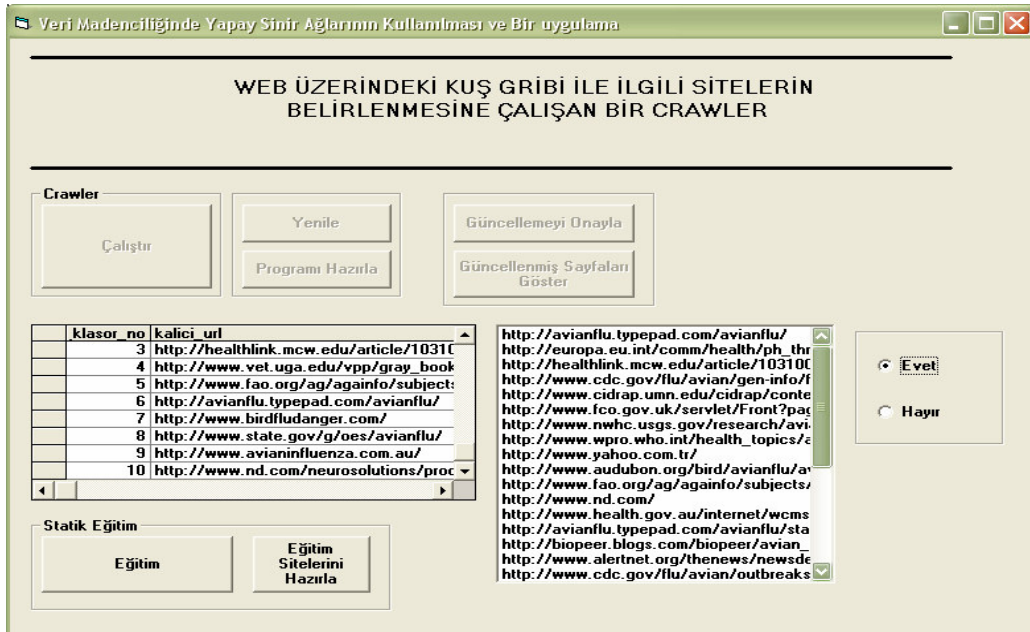 Veri Madenciliğinde Yapay Sinir Ağlarının Kullanılması ve Bir uygulama
WEB ÜZERİNDEKİ KUŞ GRİBİ İLE İLGİLİ SİTELERİN
BELİRLENMESİNE ÇALIŞAN BİR CRAWLER
Crawler
Çalıştır
Yenile
Programı Hazırla
Güncellemeyi Onayla
Güncellenmiş Sayfaları
Göster
klasor_no kalici_url
3 http://healthlink.mcw.edu/article/10310
4 http://www.vet.uga.edu/vpp/gray_book
5 http://www.fao.org/ag/againfo/subjects
6 http://avianflu.typepad.com/avianflu/
7 http://www.birdfludanger.com/
8 http://www.state.gov/g/oes/avianflu/
9 http://www.avianinfluenza.com.au/
10 http://www.nd.com/neurosolutions/proc
http://avianflu.typepad.com/avianflu/
http://europa.eu.int/comm/health/ph_thr
http://healthlink.mcw.edu/article/103100
http://www.cdc.gov/flu/avian/gen-info/f
http://www.cidrap.umn.edu/cidrap/conte
http://www.fco.gov.uk/servlet/Front?pag
http://www.nwhc.usgs.gov/research/avi
http://www.wpro.who.int/health_topics/a
http://www.yahoo.com.tr/
http://www.audubon.org/bird/avianflu/av
http://www.fao.org/ag/againfo/subjects/
http://www.nd.com/
http://www.health.gov.au/internet/wcms
http://avianflu.typepad.com/avianflu/sta
http://biopeer.blogs.com/biopeer/avian_
http://www.alertnet.org/thenews/newsde
http://www.cdc.gov/flu/avian/outbreaks
Evet
Hayır
Statik Eğitim
Eğitim
Eğitim
Sitelerini
Hazırla